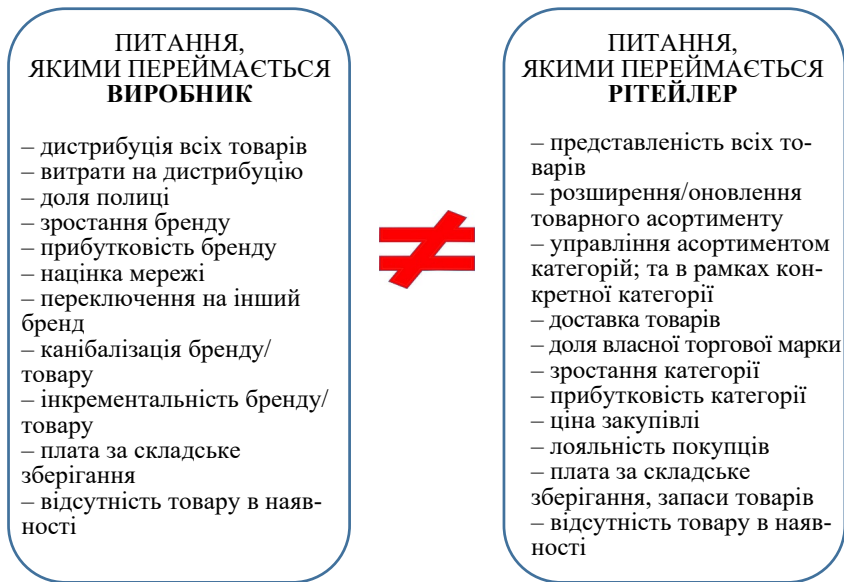 ПИТАННЯ,
ЯКИМИ ПЕРЕЙМАЄТЬСЯ
ВИРОБНИК
– дистрибуція всіх товарів
– витрати на дистрибуцію
– доля полиці
– зростання бренду
– прибутковість бренду
– націнка мережі
– переключення на інший
бренд
– канібалізація бренду/
товару
– інкрементальність бренду/
товару
– плата за складське
зберігання
– відсутність товару в наяв-
ності
≠
ПИТАННЯ,
ЯКИМИ ПЕРЕЙМАЄТЬСЯ
РІТЕЙЛЕР
– представленість всіх то-
варів
– розширення/оновлення
товарного асортименту
– управління асортиментом
категорій; та в рамках кон-
кретної категорії
– доставка товарів
– доля власної торгової марки
– зростання категорії
– прибутковість категорії
– ціна закупівлі
– лояльність покупців
– плата за складське
зберігання, запаси товарів
– відсутність товару в наяв-
ності